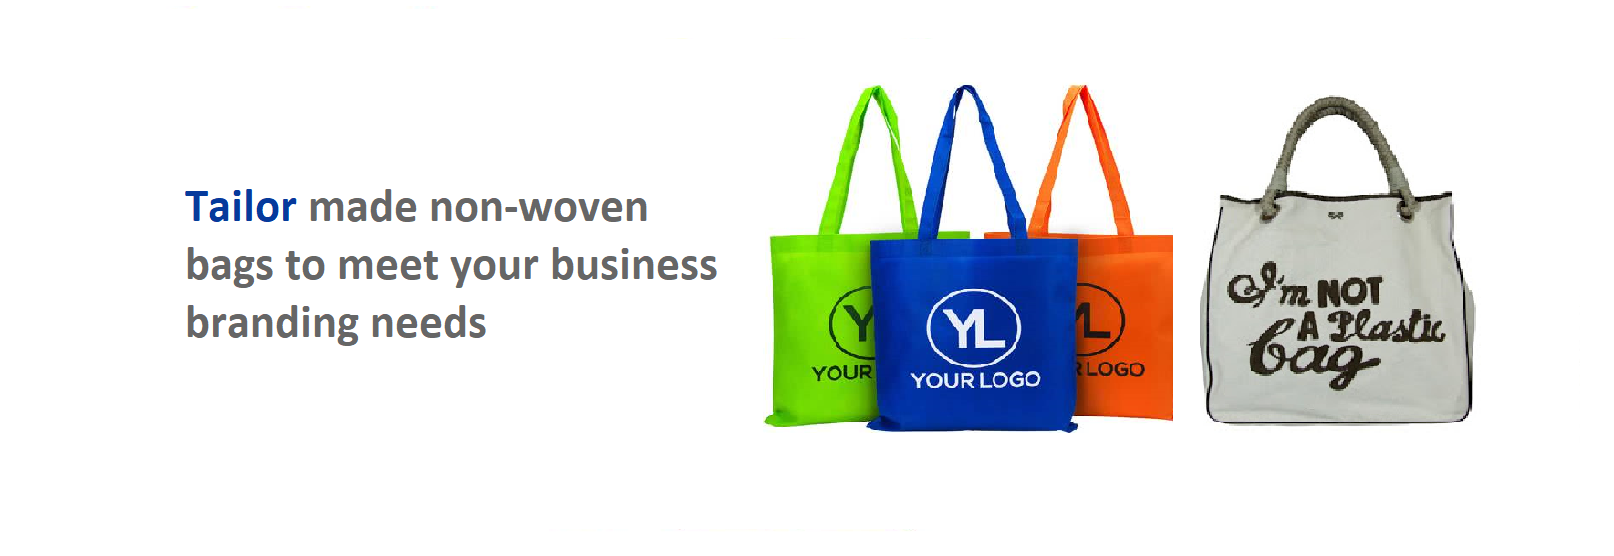 Tailor made non-woven
bags to meet your business
branding needs
Y
YOUR
YL
YOUR LOGO
L
LOGO
I'm NOT
A Plastic
bag